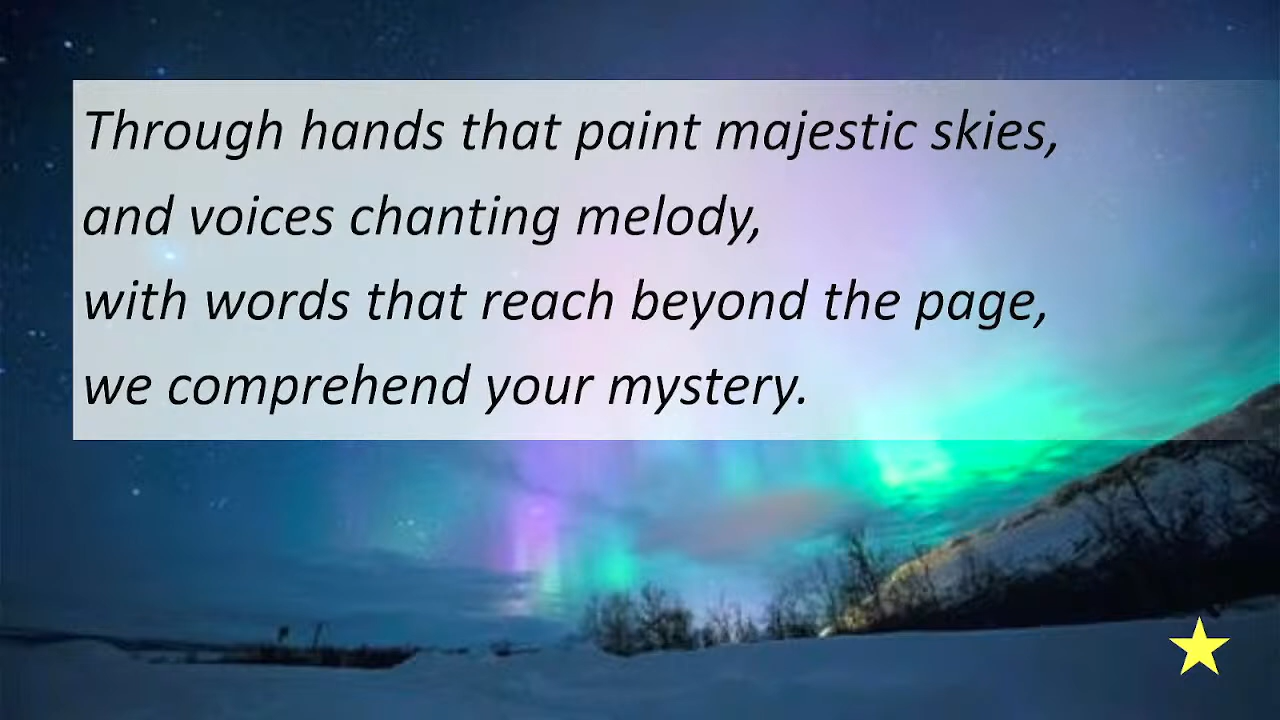 Through hands that paint majestic skies,
and voices chanting melody,
with words that reach beyond the page,
we comprehend your mystery.